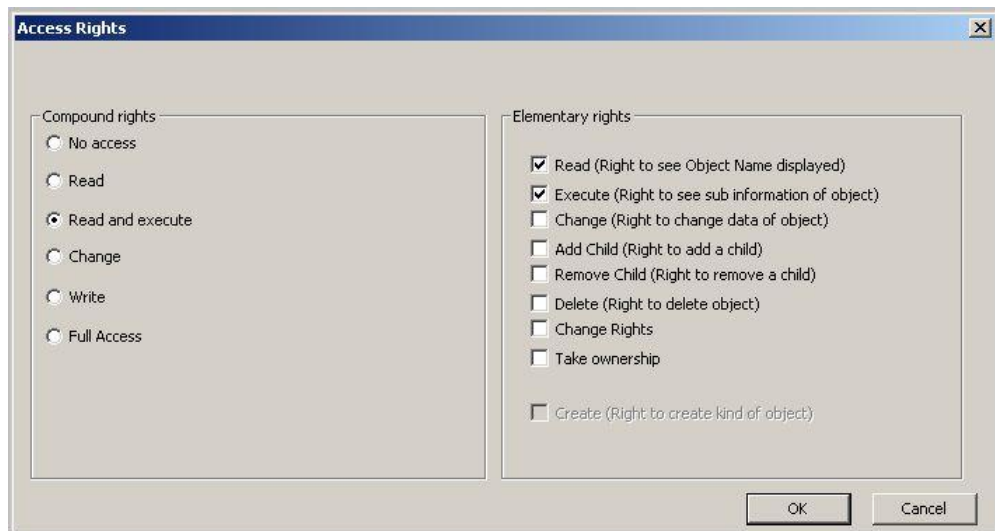 Access Rights
Compound rights
No access
Read
Read and execute
Change
Write
Full Access
Elementary rights
Read (Right to see Object Name displayed)
Execute (Right to see sub information of object)
Change (Right to change data of object)
Add Child (Right to add a child)
Remove Child (Right to remove a child)
Delete (Right to delete object)
Change Rights
Take ownership
Create (Right to create kind of object)
OK
Cancel